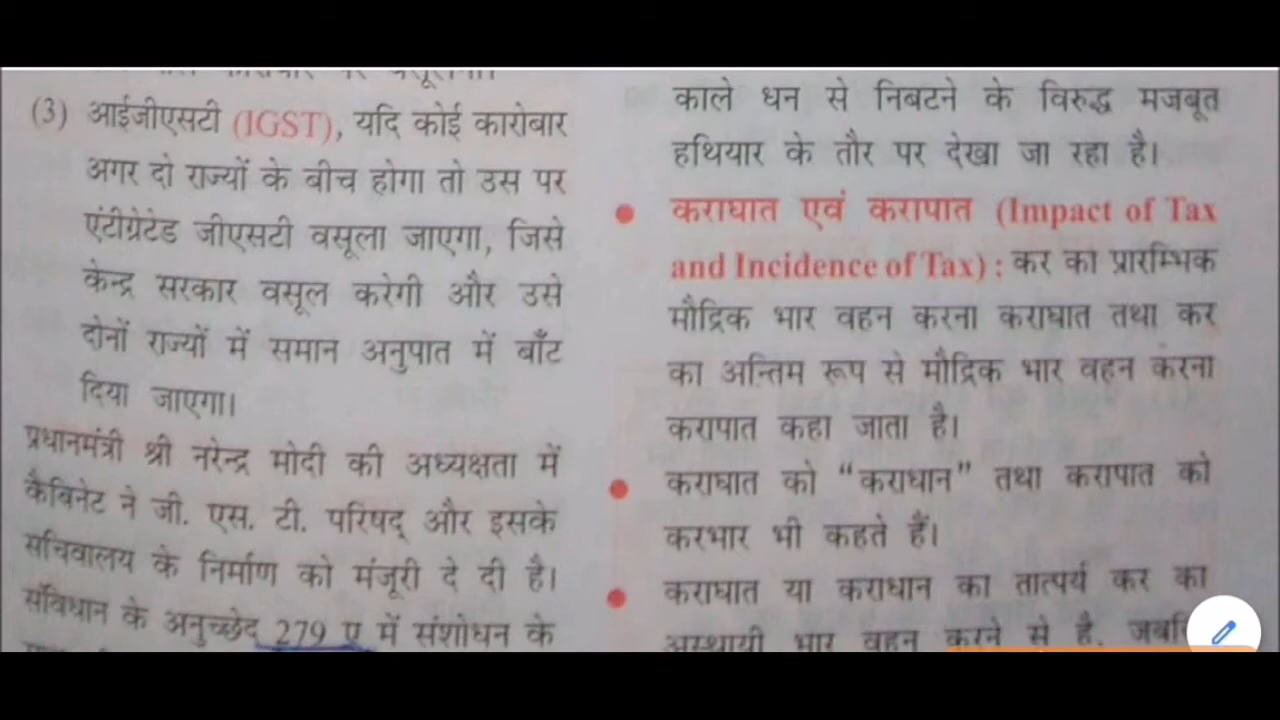 (3) आईजीएसटी (IGST), यदि कोई कारोबार
अगर दो राज्यों के बीच होगा तो उस पर
एंटीग्रेटेड जीएसटी वसूला जाएगा, जिसे
केन्द्र सरकार वसूल करेगी और उसे
दोनों राज्यों में समान अनुपात में बाँट
दिया जाएगा।
प्रधानमंत्री श्री नरेन्द्र मोदी की अध्यक्षता में
कैबिनेट ने जी. एस. टी. परिषद् और इसके
सचिवालय के निर्माण को मंजूरी दे दी है।
संविधान के अनुच्छेद 279 ए में संशोधन के
काले धन से निबटने के विरुद्ध मजबूत
हथियार के तौर पर देखा जा रहा है।
● कराघात एवं करापात (Impact of Tax
and Incidence of Tax) : कर का प्रारम्भिक
मौद्रिक भार वहन करना कराघात तथा कर
का अन्तिम रूप से मौद्रिक भार वहन करना
करापात कहा जाता है।
● कराघात को “कराधान” तथा करापात को
करभार भी कहते हैं।
● कराघात या कराधान का तात्पर्य कर का
अस्थायी भार वहन करने से है,